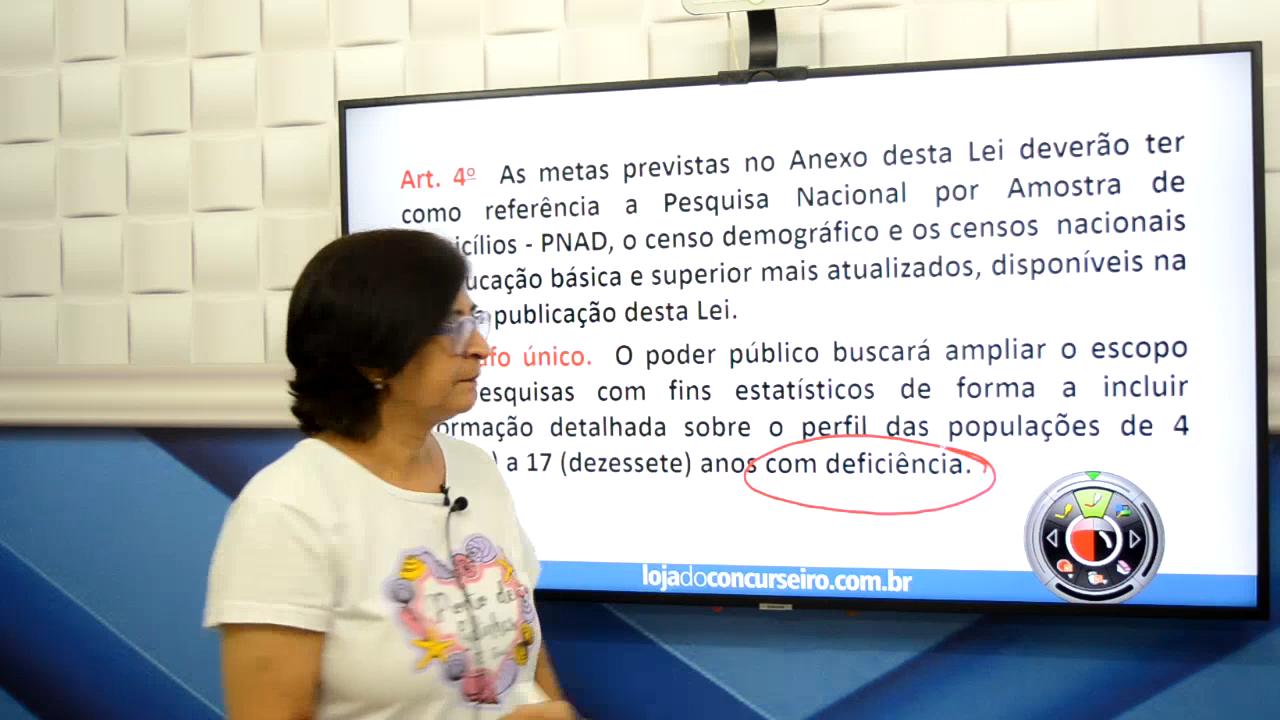 Art. 4º As metas previstas no Anexo desta Lei deverão ter
como referência a Pesquisa Nacional por Amostra de
icílios - PNAD, o censo demográfico e os censos nacionais
ucação básica e superior mais atualizados, disponíveis na
publicação desta Lei.
fo único. O poder público buscará ampliar o escopo
esquisas com fins estatísticos de forma a incluir
ormação detalhada sobre o perfil das populações de 4
) a 17 (dezessete) anos com deficiência.
lojadoconcurseiro.com.br